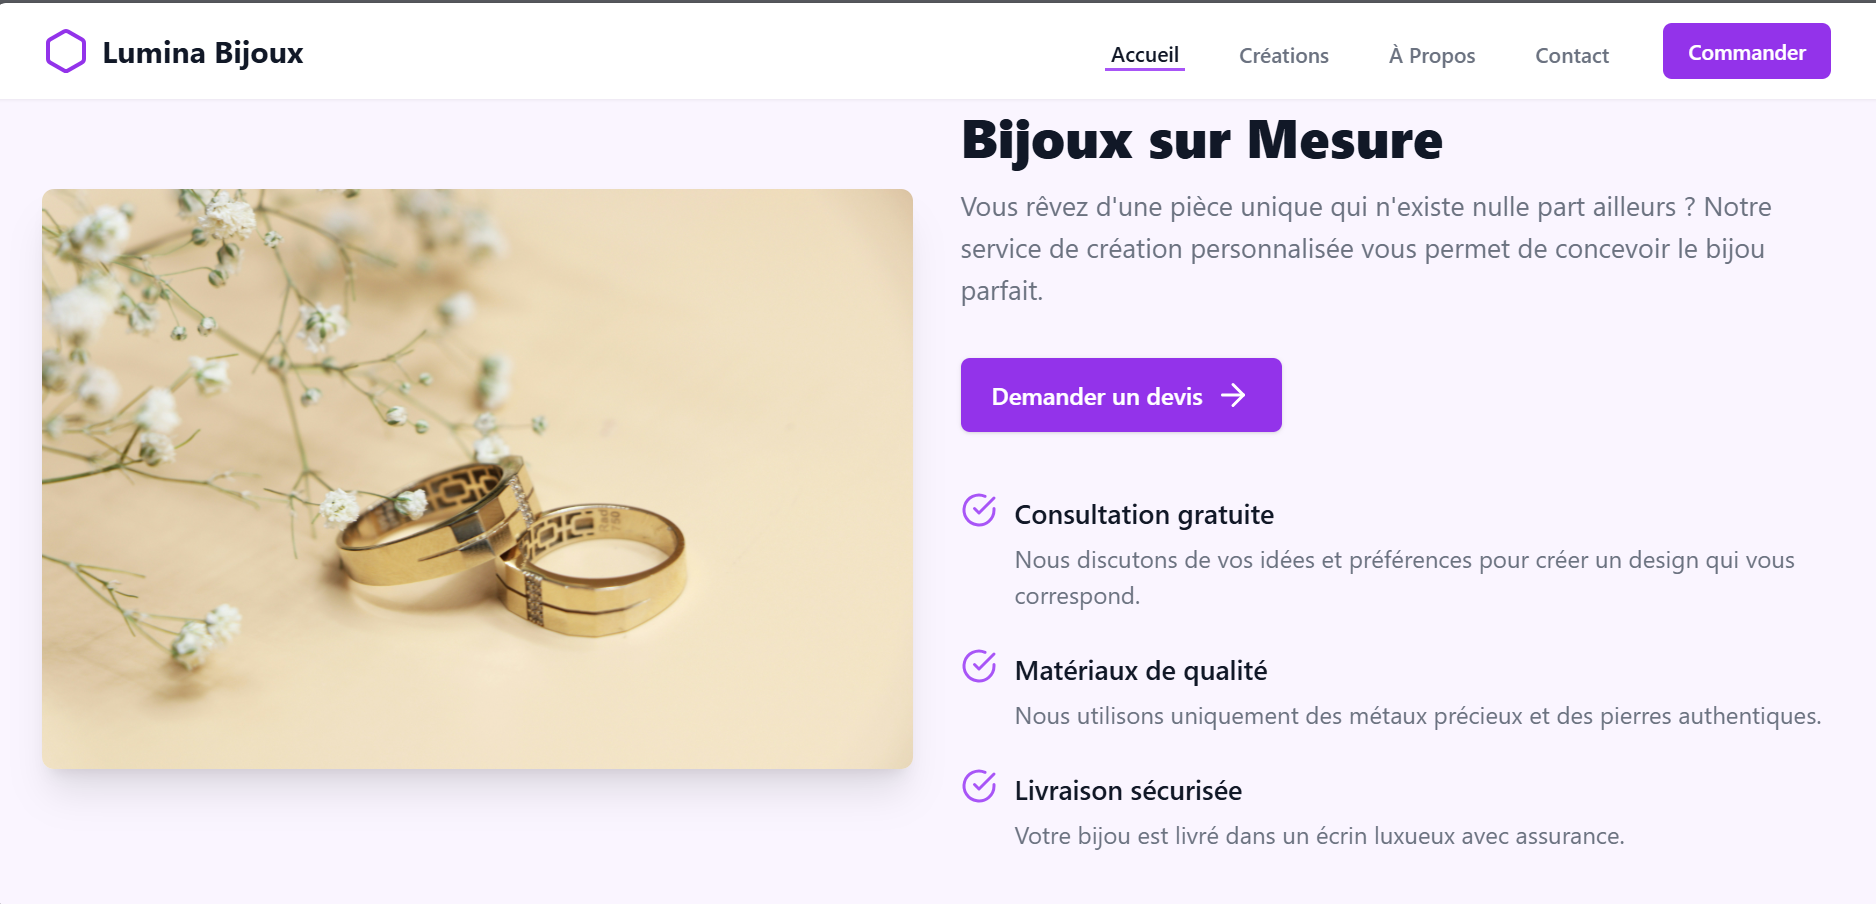 Lumina Bijoux
Accueil
Créations
À Propos
Contact
Commander
Bijoux sur Mesure
Vous rêvez d'une pièce unique qui n'existe nulle part ailleurs ? Notre
service de création personnalisée vous permet de concevoir le bijou
parfait.
Demander un devis
Consultation gratuite
Nous discutons de vos idées et préférences pour créer un design qui vous
correspond.
Matériaux de qualité
Nous utilisons uniquement des métaux précieux et des pierres authentiques.
Livraison sécurisée
Votre bijou est livré dans un écrin luxueux avec assurance.
750